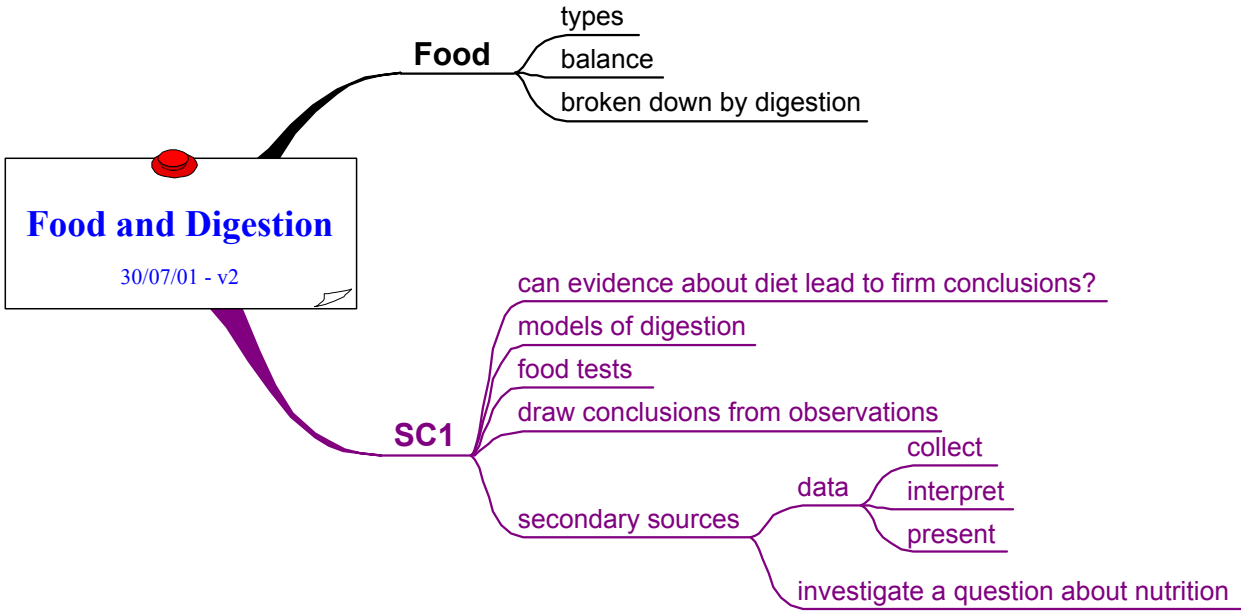 Food and Digestion
30/07/01 - v2
Food
types
balance
broken down by digestion
SC1
can evidence about diet lead to firm conclusions?
models of digestion
food tests
draw conclusions from observations
secondary sources
data
collect
interpret
present
investigate a question about nutrition